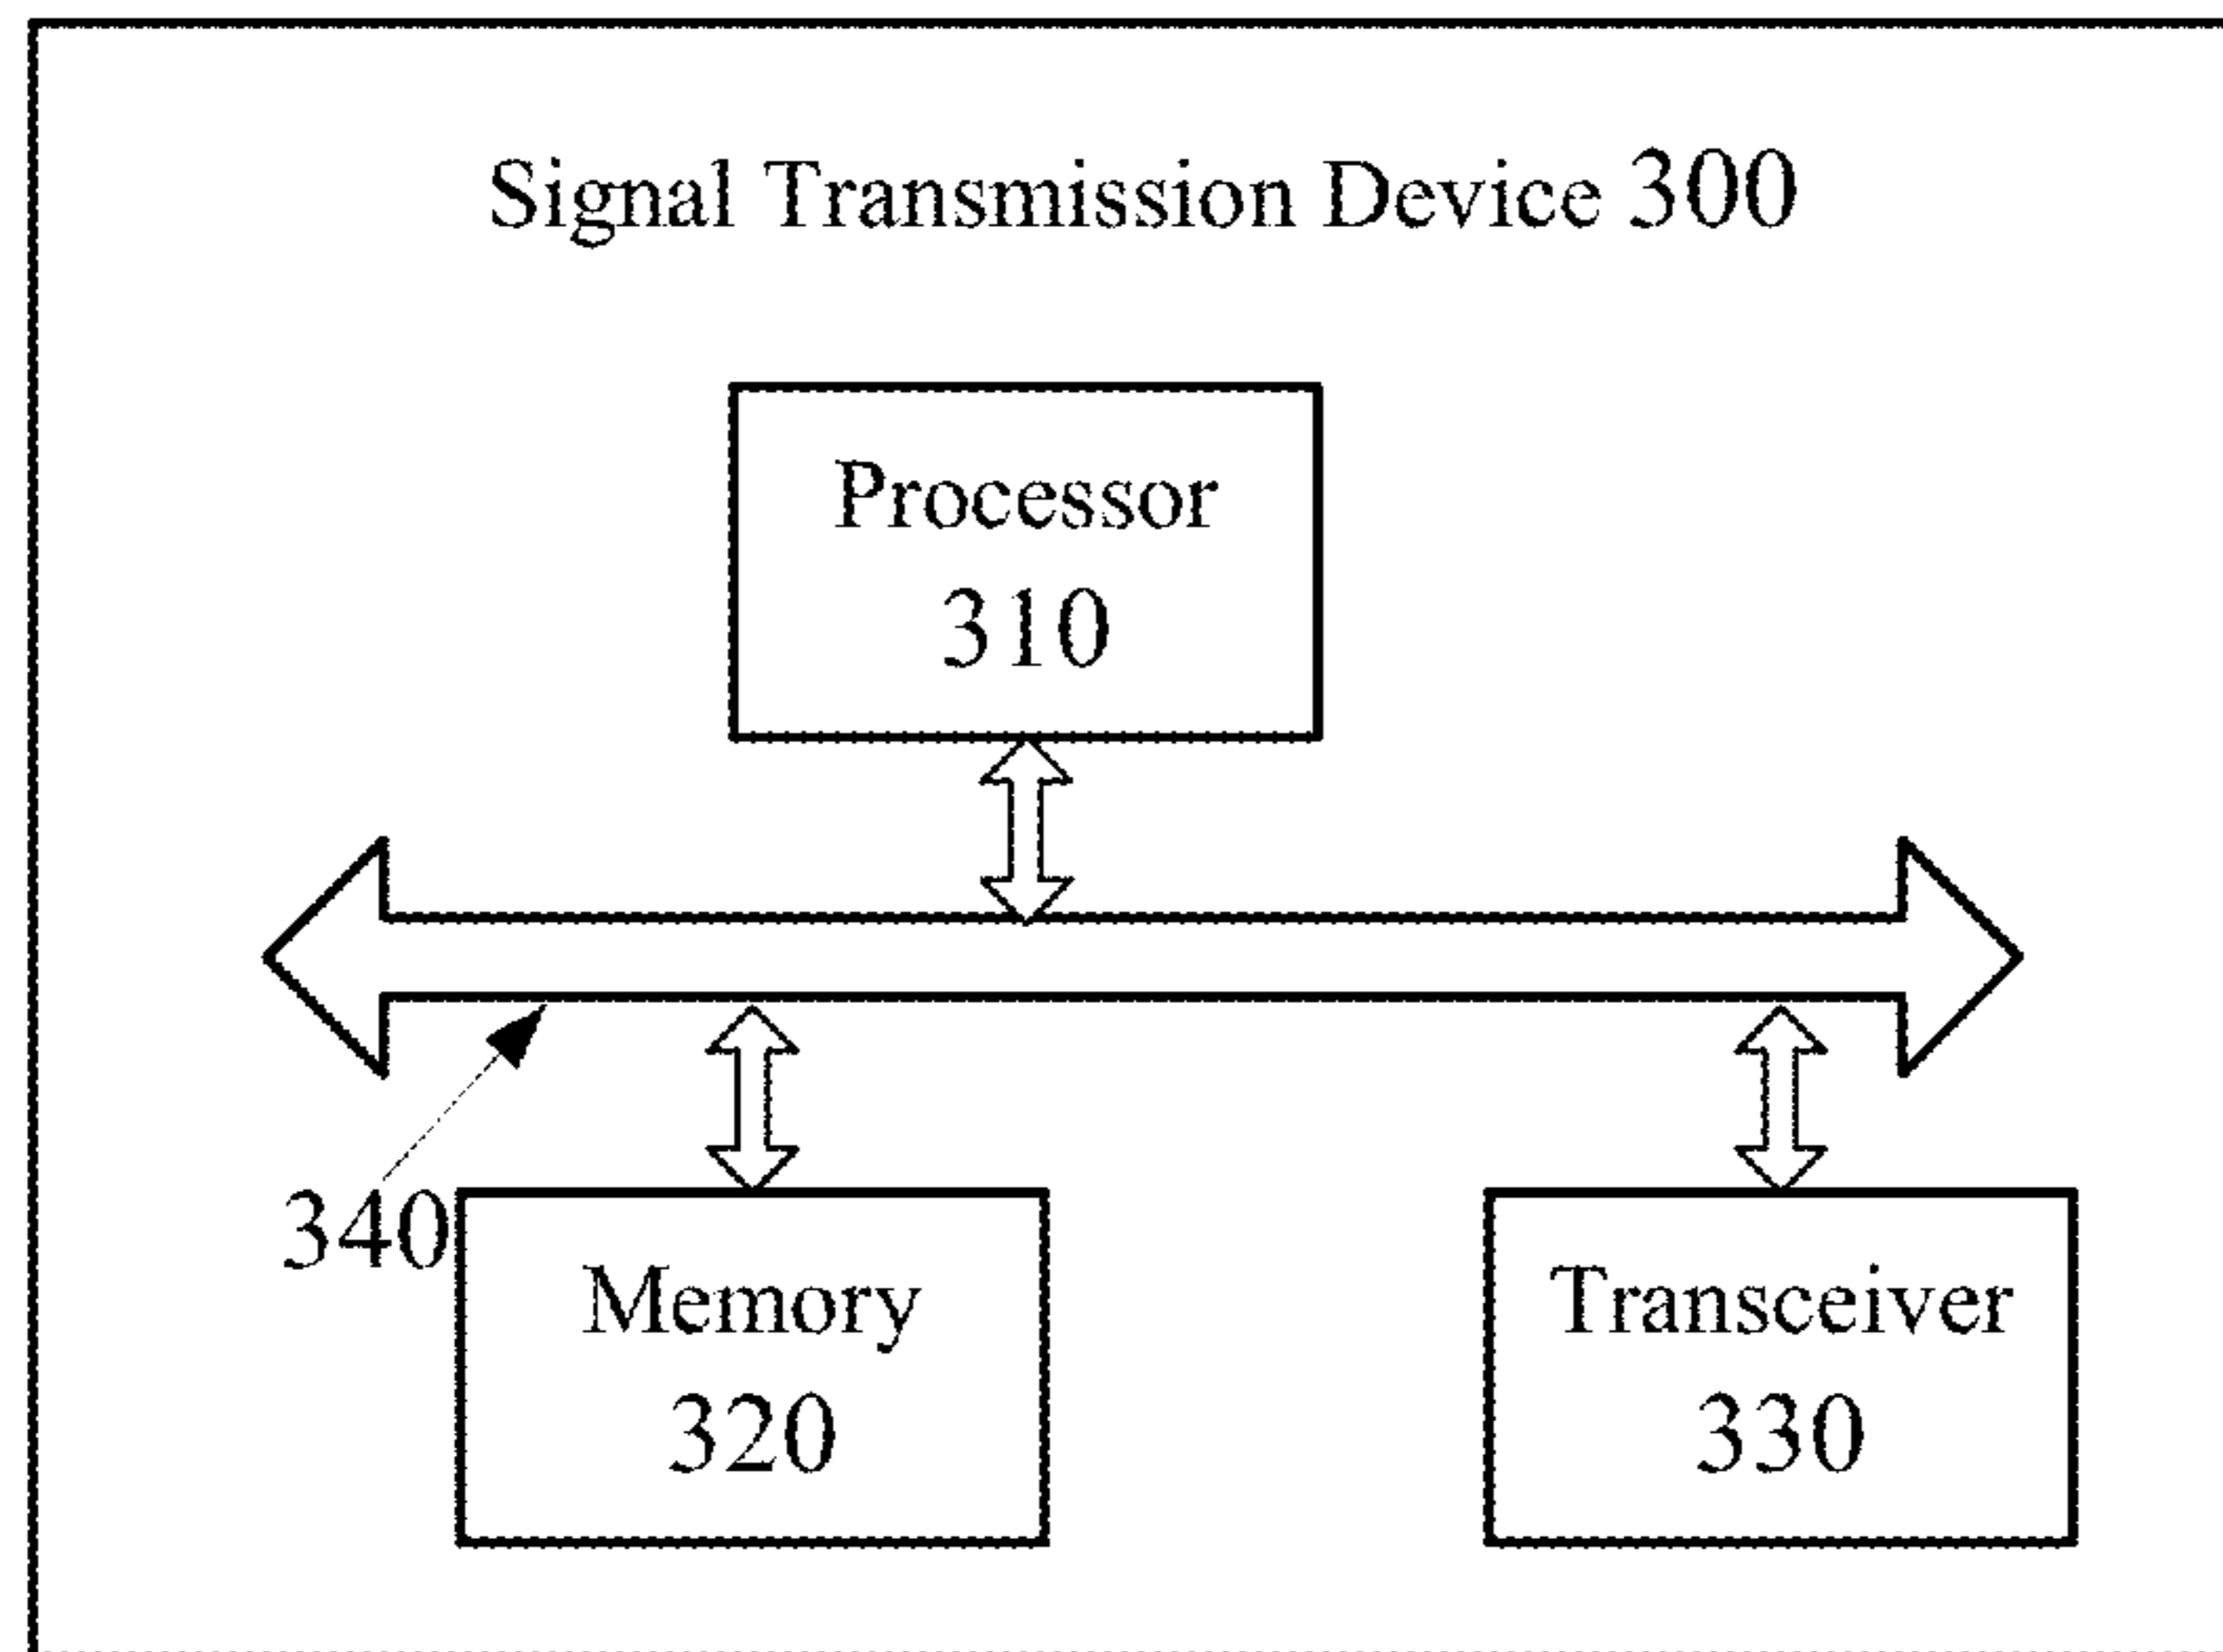 Signal Transmission Device 300
Processor
310
340
Memory
320
Transceiver
330